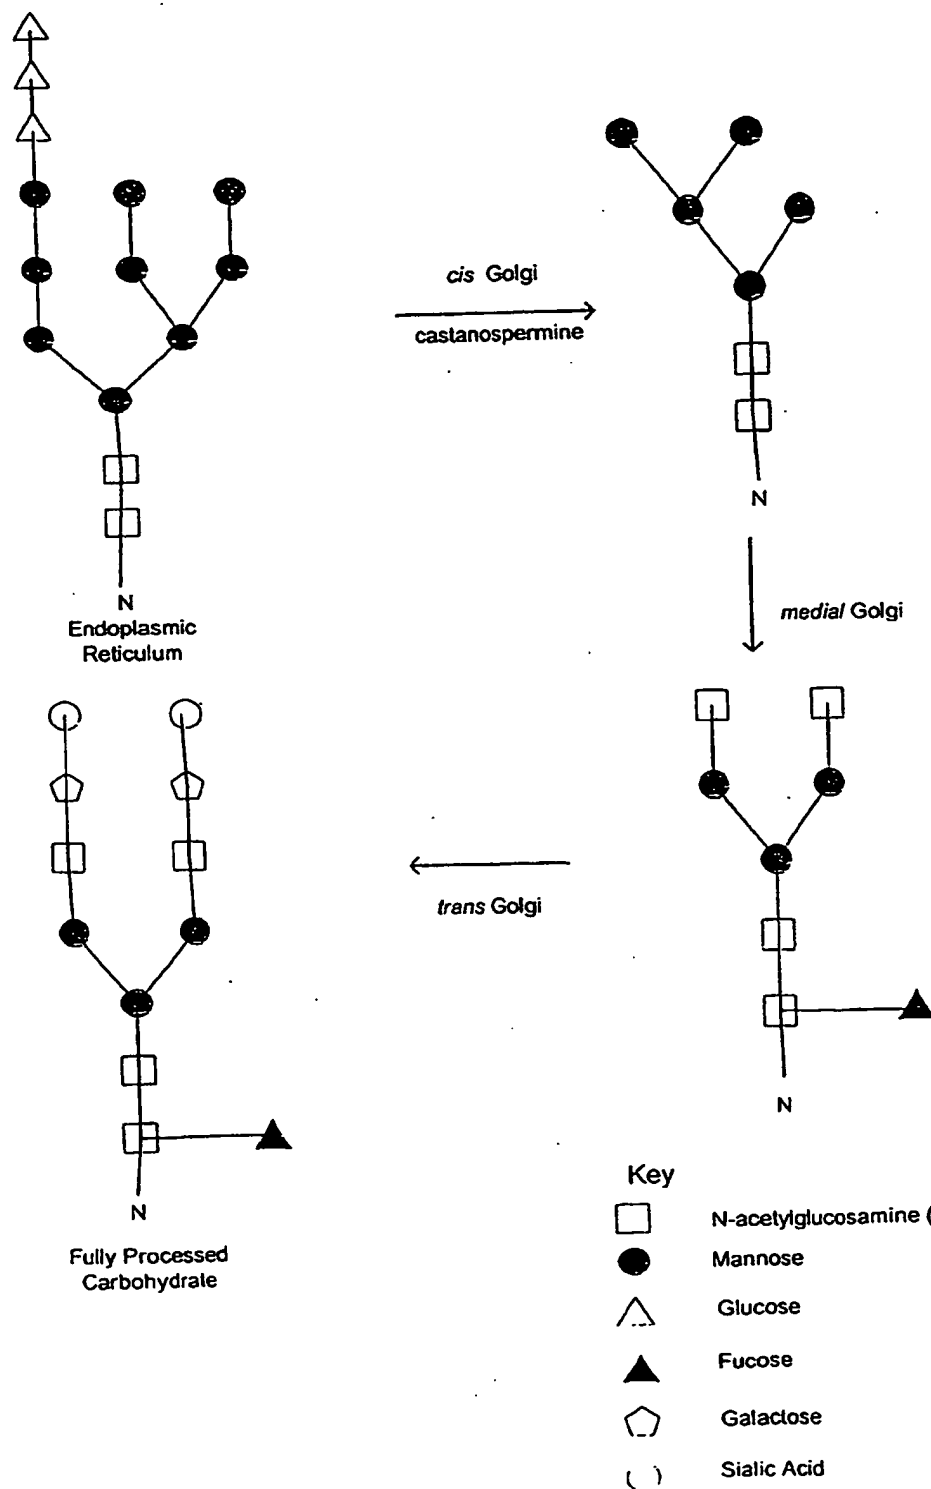 cis Golgi
castanospermine
N
N
Endoplasmic
Reticulum
medial Golgi
trans Golgi
N
N
Fully Processed
Carbohydrale
Key
N-acetylglucosamine (
Mannose
Glucose
Fucose
Galactose
Sialic Acid